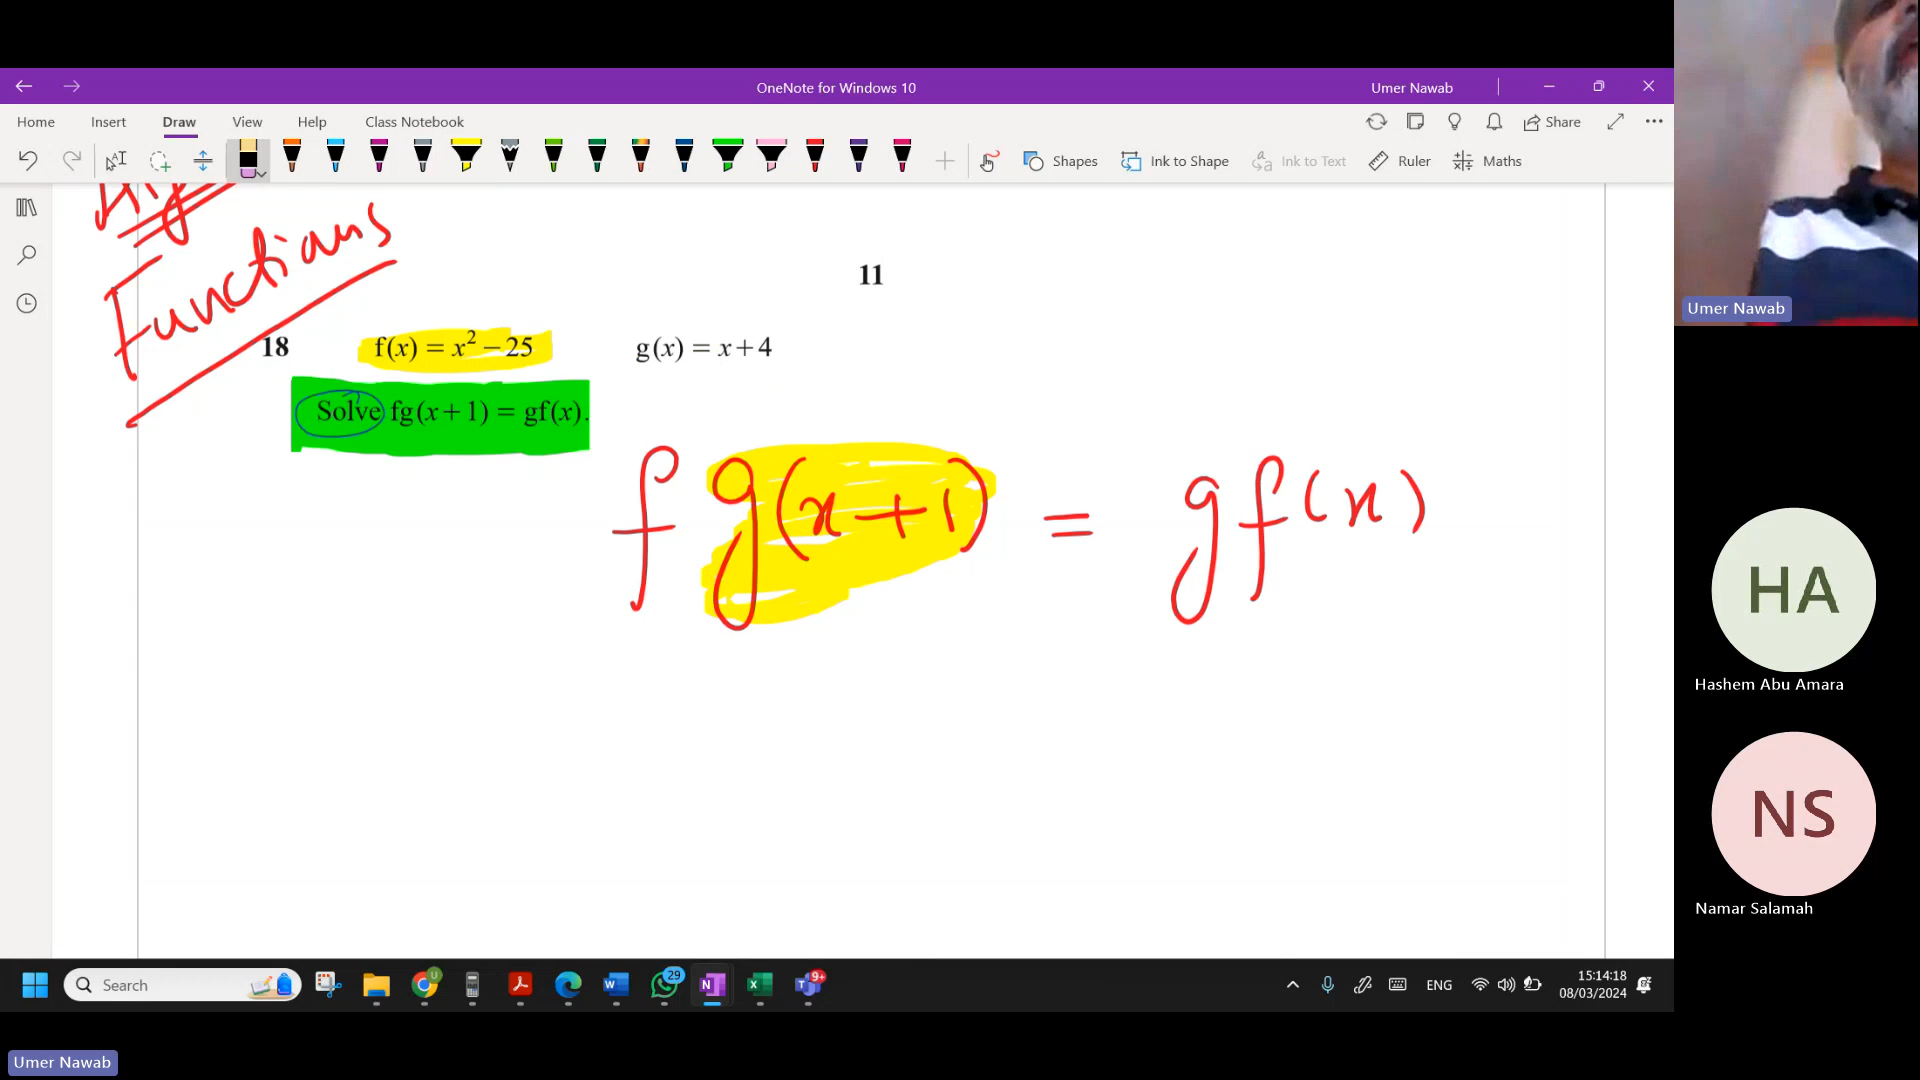 OneNote for Windows 10
Umer Nawab
Home Insert Draw View Help Class Notebook
Share
Shapes Ink to Shape Ink to Text Ruler Maths
Functions
11
18 f(x) = x² − 25 g(x) = x + 4
Solve fg(x + 1) = gf(x).
f g(x + 1) = g f(x)
Umer Nawab
HA
Hashem Abu Amara
NS
Namar Salamah
Search
29
9+
ENG
15:14:18
08/03/2024
Umer Nawab